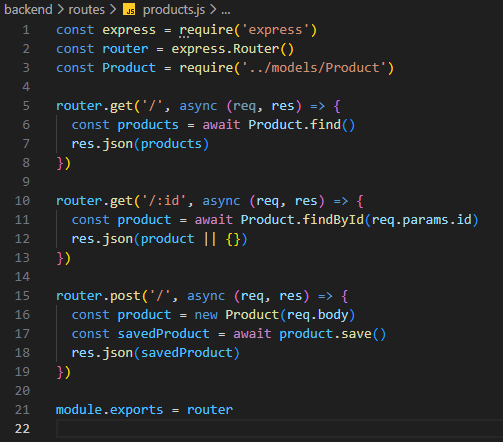 backend > routes > JS products.js > ...
1 const express = require('express')
2 const router = express.Router()
3 const Product = require('../models/Product')
4
5 router.get('/', async (req, res) => {
6   const products = await Product.find()
7   res.json(products)
8 })
9
10 router.get('/:id', async (req, res) => {
11   const product = await Product.findById(req.params.id)
12   res.json(product || {})
13 })
14
15 router.post('/', async (req, res) => {
16   const product = new Product(req.body)
17   const savedProduct = await product.save()
18   res.json(savedProduct)
19 })
20
21 module.exports = router
22